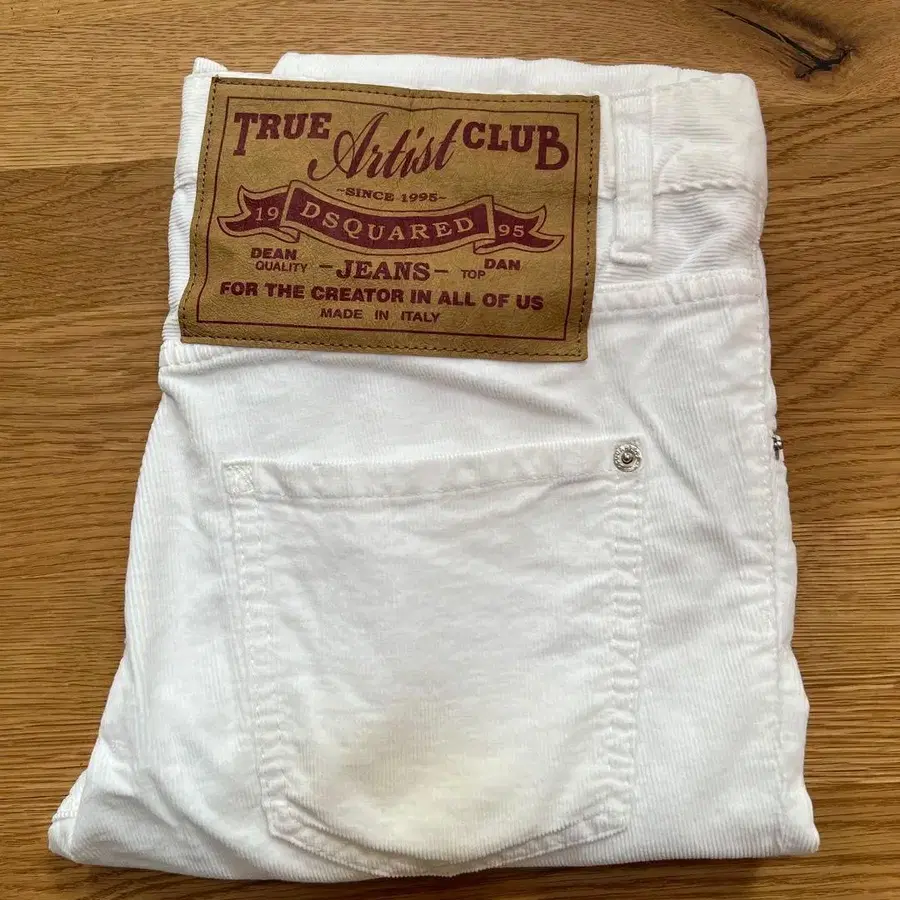 TRUE Artist CLUB
~SINCE 1995~
19 DSQUARED 95
DEAN QUALITY -JEANS- TOP DAN
FOR THE CREATOR IN ALL OF US
MADE IN ITALY